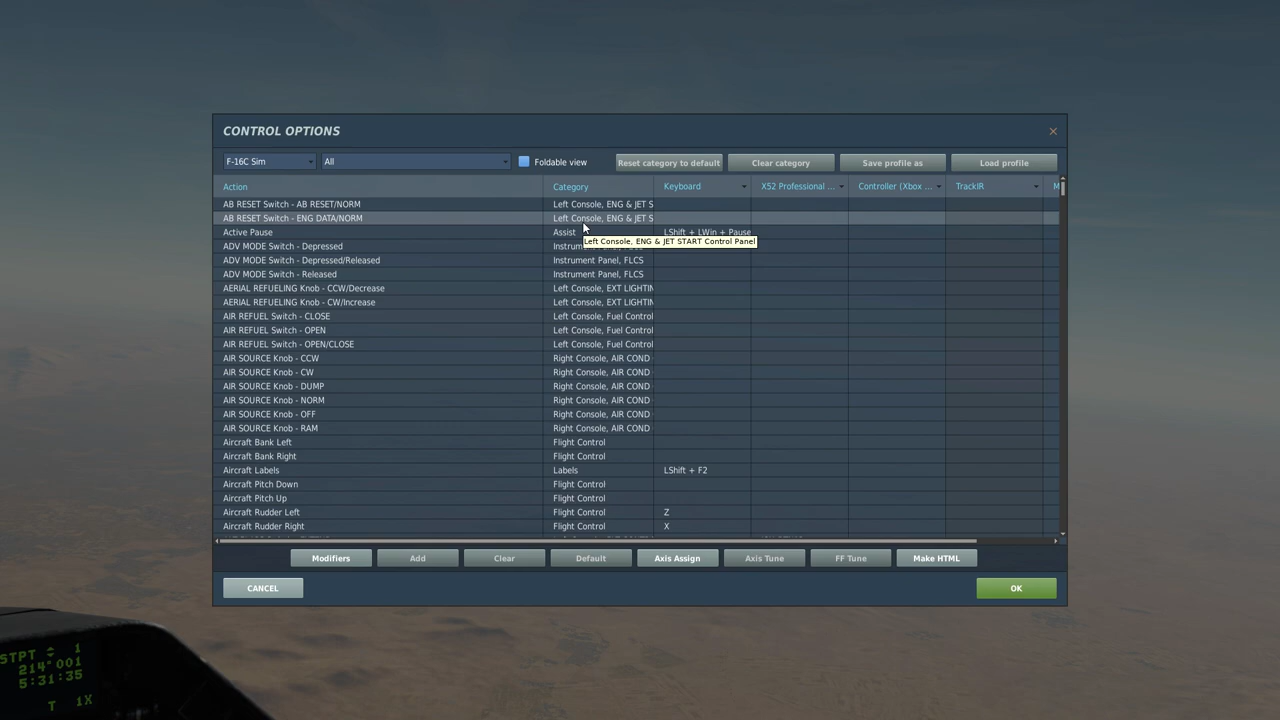 CONTROL OPTIONS
F-16C Sim All Foldable view Reset category to default Clear category Save profile as Load profile
Action Category Keyboard X52 Professional ... Controller (Xbox ... TrackIR M
AB RESET Switch - AB RESET/NORM Left Console, ENG & JET S
AB RESET Switch - ENG DATA/NORM Left Console, ENG & JET S
Active Pause Assist LShift + LWin + Pause
Left Console, ENG & JET START Control Panel
ADV MODE Switch - Depressed Instrum
ADV MODE Switch - Depressed/Released Instrument Panel, FLCS
ADV MODE Switch - Released Instrument Panel, FLCS
AERIAL REFUELING Knob - CCW/Decrease Left Console, EXT LIGHTIN
AERIAL REFUELING Knob - CW/Increase Left Console, EXT LIGHTIN
AIR REFUEL Switch - CLOSE Left Console, Fuel Control
AIR REFUEL Switch - OPEN Left Console, Fuel Control
AIR REFUEL Switch - OPEN/CLOSE Left Console, Fuel Control
AIR SOURCE Knob - CCW Right Console, AIR COND
AIR SOURCE Knob - CW Right Console, AIR COND
AIR SOURCE Knob - DUMP Right Console, AIR COND
AIR SOURCE Knob - NORM Right Console, AIR COND
AIR SOURCE Knob - OFF Right Console, AIR COND
AIR SOURCE Knob - RAM Right Console, AIR COND
Aircraft Bank Left Flight Control
Aircraft Bank Right Flight Control
Aircraft Labels Labels LShift + F2
Aircraft Pitch Down Flight Control
Aircraft Pitch Up Flight Control
Aircraft Rudder Left Flight Control Z
Aircraft Rudder Right Flight Control X
Modifiers Add Clear Default Axis Assign Axis Tune FF Tune Make HTML
CANCEL OK
STPT 1
214°001
5:31:35
T 1X